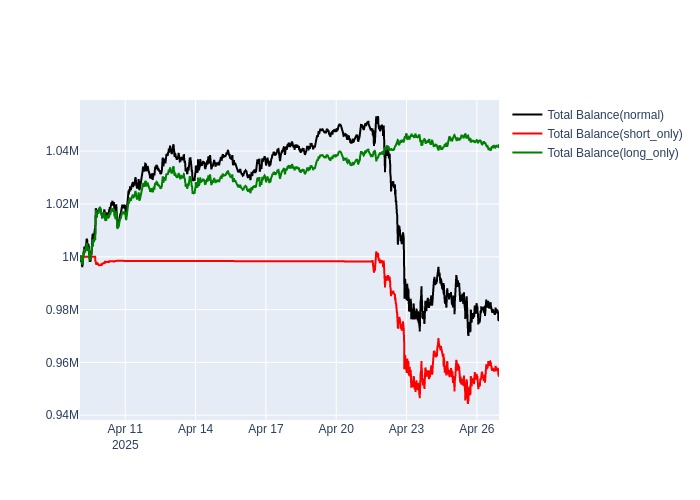 Total Balance(normal)
Total Balance(short_only)
Total Balance(long_only)
1.04M
1.02M
1M
0.98M
0.96M
0.94M
Apr 11
2025
Apr 14
Apr 17
Apr 20
Apr 23
Apr 26